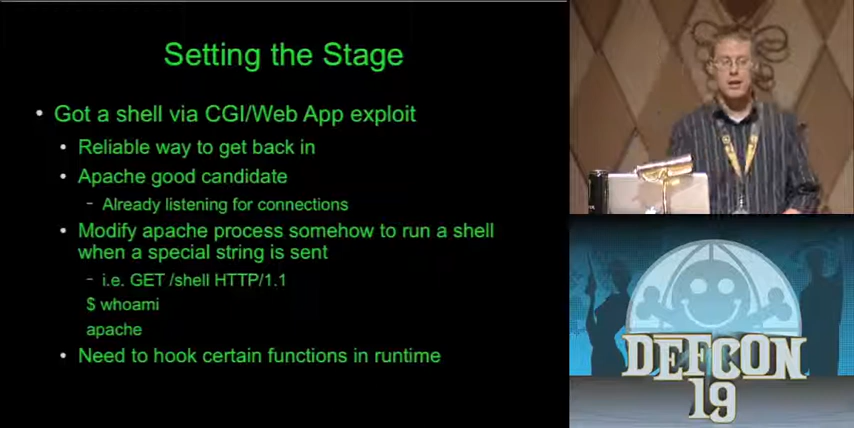 Setting the Stage
• Got a shell via CGI/Web App exploit
• Reliable way to get back in
• Apache good candidate
- Already listening for connections
• Modify apache process somehow to run a shell
when a special string is sent
- i.e. GET /shell HTTP/1.1
$ whoami
apache
• Need to hook certain functions in runtime
DEFCON
19